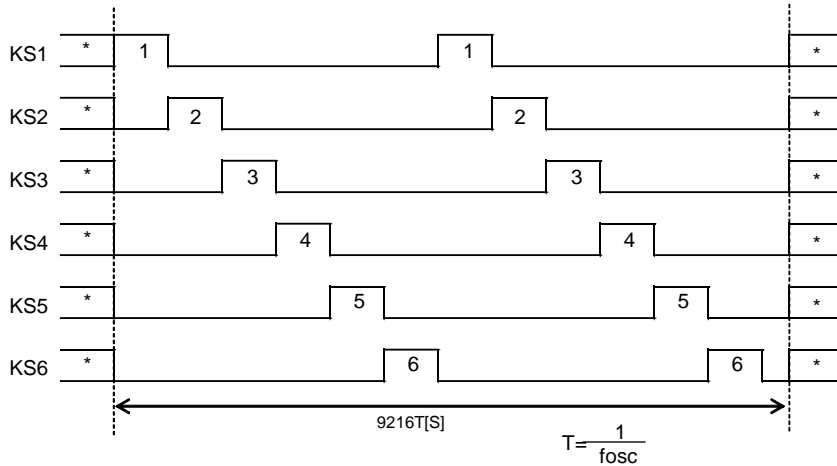 KS1 * 1 1 *
KS2 * 2 2 *
KS3 * 3 3 *
KS4 * 4 4 *
KS5 * 5 5 *
KS6 * 6 6 *
9216T[S]
T= 1
fosc